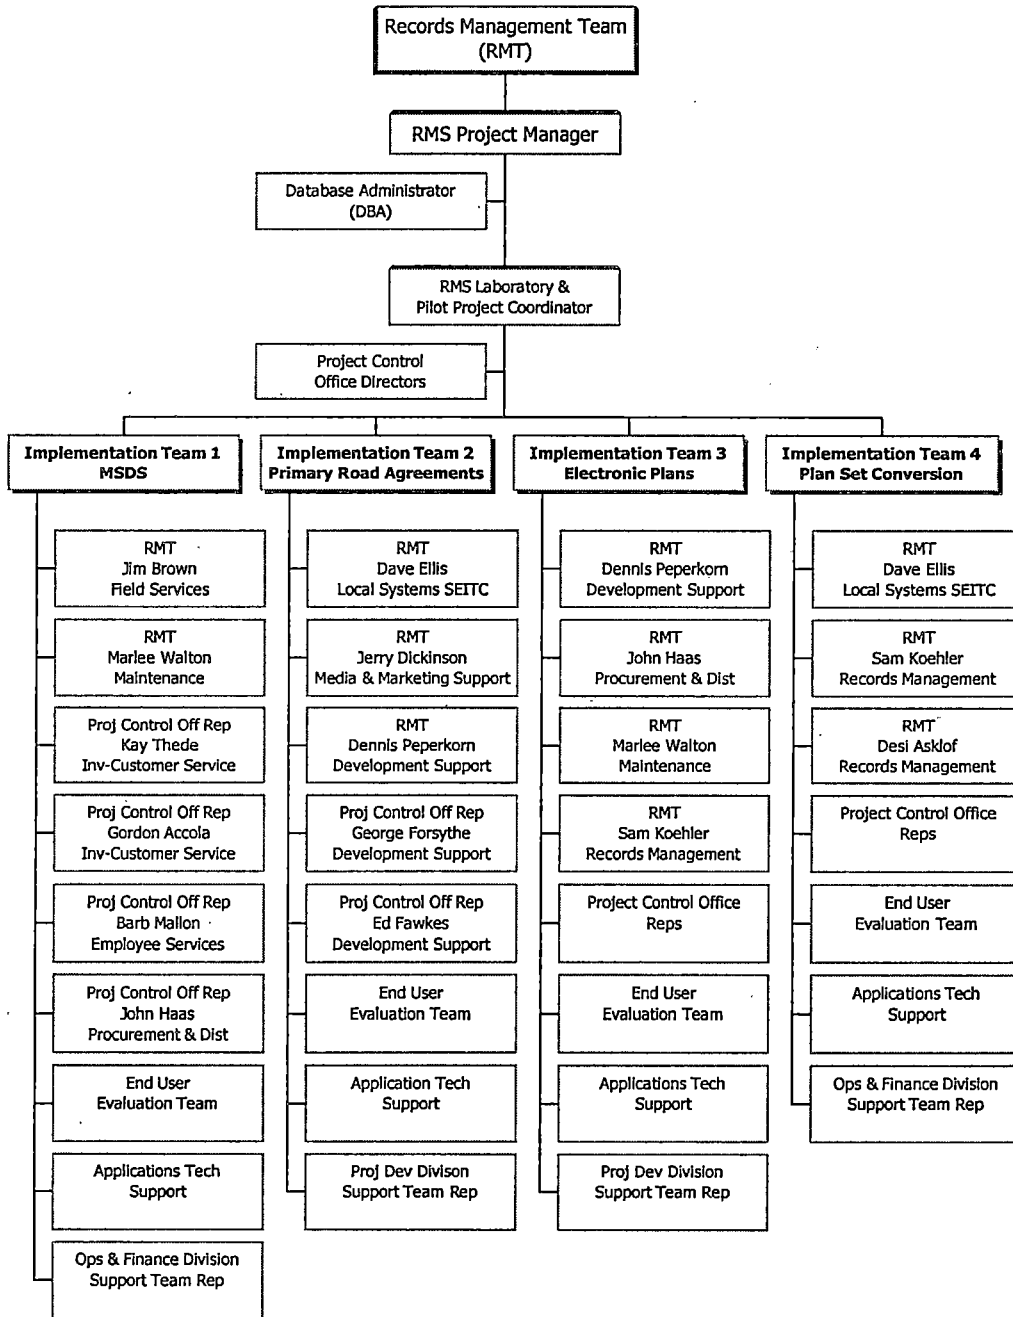 Records Management Team
(RMT)
RMS Project Manager
Database Administrator
(DBA)
RMS Laboratory &
Pilot Project Coordinator
Project Control
Office Directors
Implementation Team 1
MSDS
RMT
Jim Brown
Field Services
RMT
Marlee Walton
Maintenance
Proj Control Off Rep
Kay Thede
Inv-Customer Service
Proj Control Off Rep
Gordon Accola
Inv-Customer Service
Proj Control Off Rep
Barb Mallon
Employee Services
Proj Control Off Rep
John Haas
Procurement & Dist
End User
Evaluation Team
Applications Tech
Support
Ops & Finance Division
Support Team Rep
Implementation Team 2
Primary Road Agreements
RMT
Dave Ellis
Local Systems SEITC
RMT
Jerry Dickinson
Media & Marketing Support
RMT
Dennis Peperkorn
Development Support
Proj Control Off Rep
George Forsythe
Development Support
Proj Control Off Rep
Ed Fawkes
Development Support
End User
Evaluation Team
Application Tech
Support
Proj Dev Divison
Support Team Rep
Implementation Team 3
Electronic Plans
RMT
Dennis Peperkorn
Development Support
RMT
John Haas
Procurement & Dist
RMT
Marlee Walton
Maintenance
RMT
Sam Koehler
Records Management
Project Control Office
Reps
End User
Evaluation Team
Applications Tech
Support
Proj Dev Division
Support Team Rep
Implementation Team 4
Plan Set Conversion
RMT
Dave Ellis
Local Systems SEITC
RMT
Sam Koehler
Records Management
RMT
Desi Asklof
Records Management
Project Control Office
Reps
End User
Evaluation Team
Applications Tech
Support
Ops & Finance Division
Support Team Rep